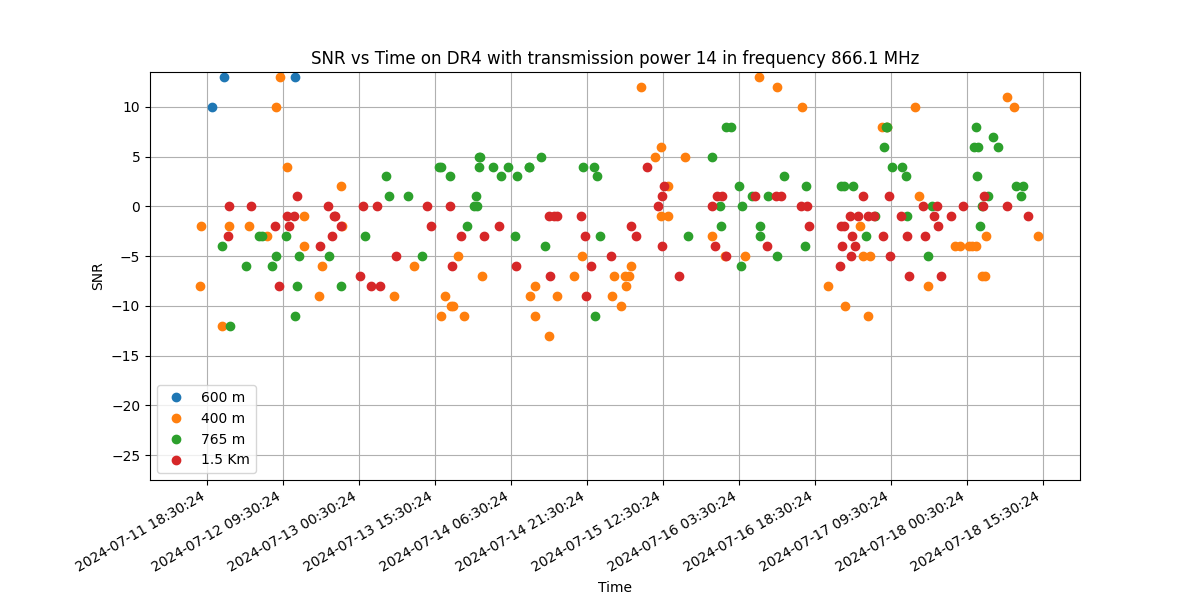 SNR vs Time on DR4 with transmission power 14 in frequency 866.1 MHz
SNR
10
5
0
−5
−10
−15
−20
−25
600 m
400 m
765 m
1.5 Km
2024-07-11 18:30:24
2024-07-12 09:30:24
2024-07-13 00:30:24
2024-07-13 15:30:24
2024-07-14 06:30:24
2024-07-14 21:30:24
2024-07-15 12:30:24
2024-07-16 03:30:24
2024-07-16 18:30:24
2024-07-17 09:30:24
2024-07-18 00:30:24
2024-07-18 15:30:24
Time